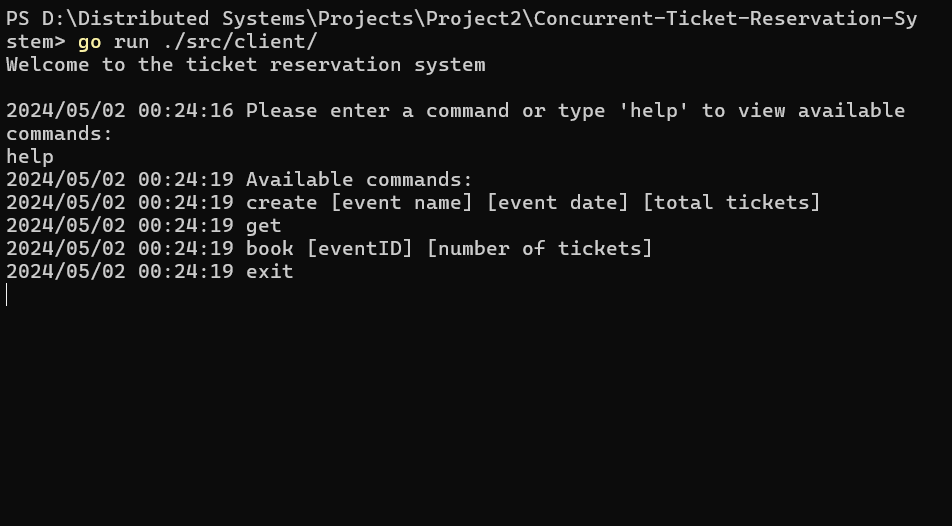 PS D:\Distributed Systems\Projects\Project2\Concurrent-Ticket-Reservation-Sy
stem> go run ./src/client/
Welcome to the ticket reservation system
2024/05/02 00:24:16 Please enter a command or type 'help' to view available
commands:
help
2024/05/02 00:24:19 Available commands:
2024/05/02 00:24:19 create [event name] [event date] [total tickets]
2024/05/02 00:24:19 get
2024/05/02 00:24:19 book [eventID] [number of tickets]
2024/05/02 00:24:19 exit